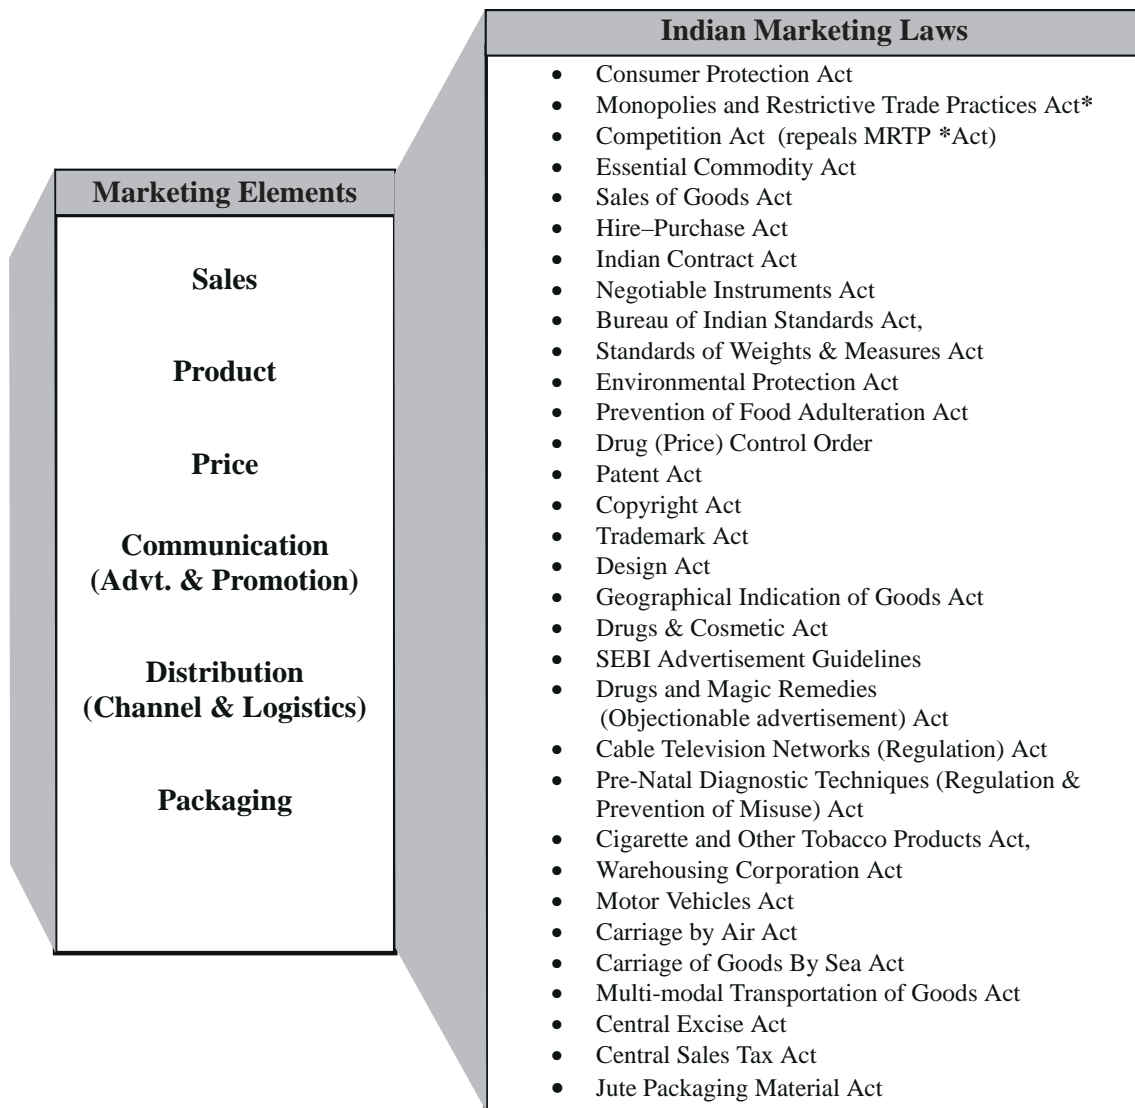 Marketing Elements
Sales
Product
Price
Communication
(Advt. & Promotion)
Distribution
(Channel & Logistics)
Packaging
Indian Marketing Laws
• Consumer Protection Act
• Monopolies and Restrictive Trade Practices Act*
• Competition Act (repeals MRTP *Act)
• Essential Commodity Act
• Sales of Goods Act
• Hire–Purchase Act
• Indian Contract Act
• Negotiable Instruments Act
• Bureau of Indian Standards Act,
• Standards of Weights & Measures Act
• Environmental Protection Act
• Prevention of Food Adulteration Act
• Drug (Price) Control Order
• Patent Act
• Copyright Act
• Trademark Act
• Design Act
• Geographical Indication of Goods Act
• Drugs & Cosmetic Act
• SEBI Advertisement Guidelines
• Drugs and Magic Remedies
(Objectionable advertisement) Act
• Cable Television Networks (Regulation) Act
• Pre-Natal Diagnostic Techniques (Regulation &
Prevention of Misuse) Act
• Cigarette and Other Tobacco Products Act,
• Warehousing Corporation Act
• Motor Vehicles Act
• Carriage by Air Act
• Carriage of Goods By Sea Act
• Multi-modal Transportation of Goods Act
• Central Excise Act
• Central Sales Tax Act
• Jute Packaging Material Act